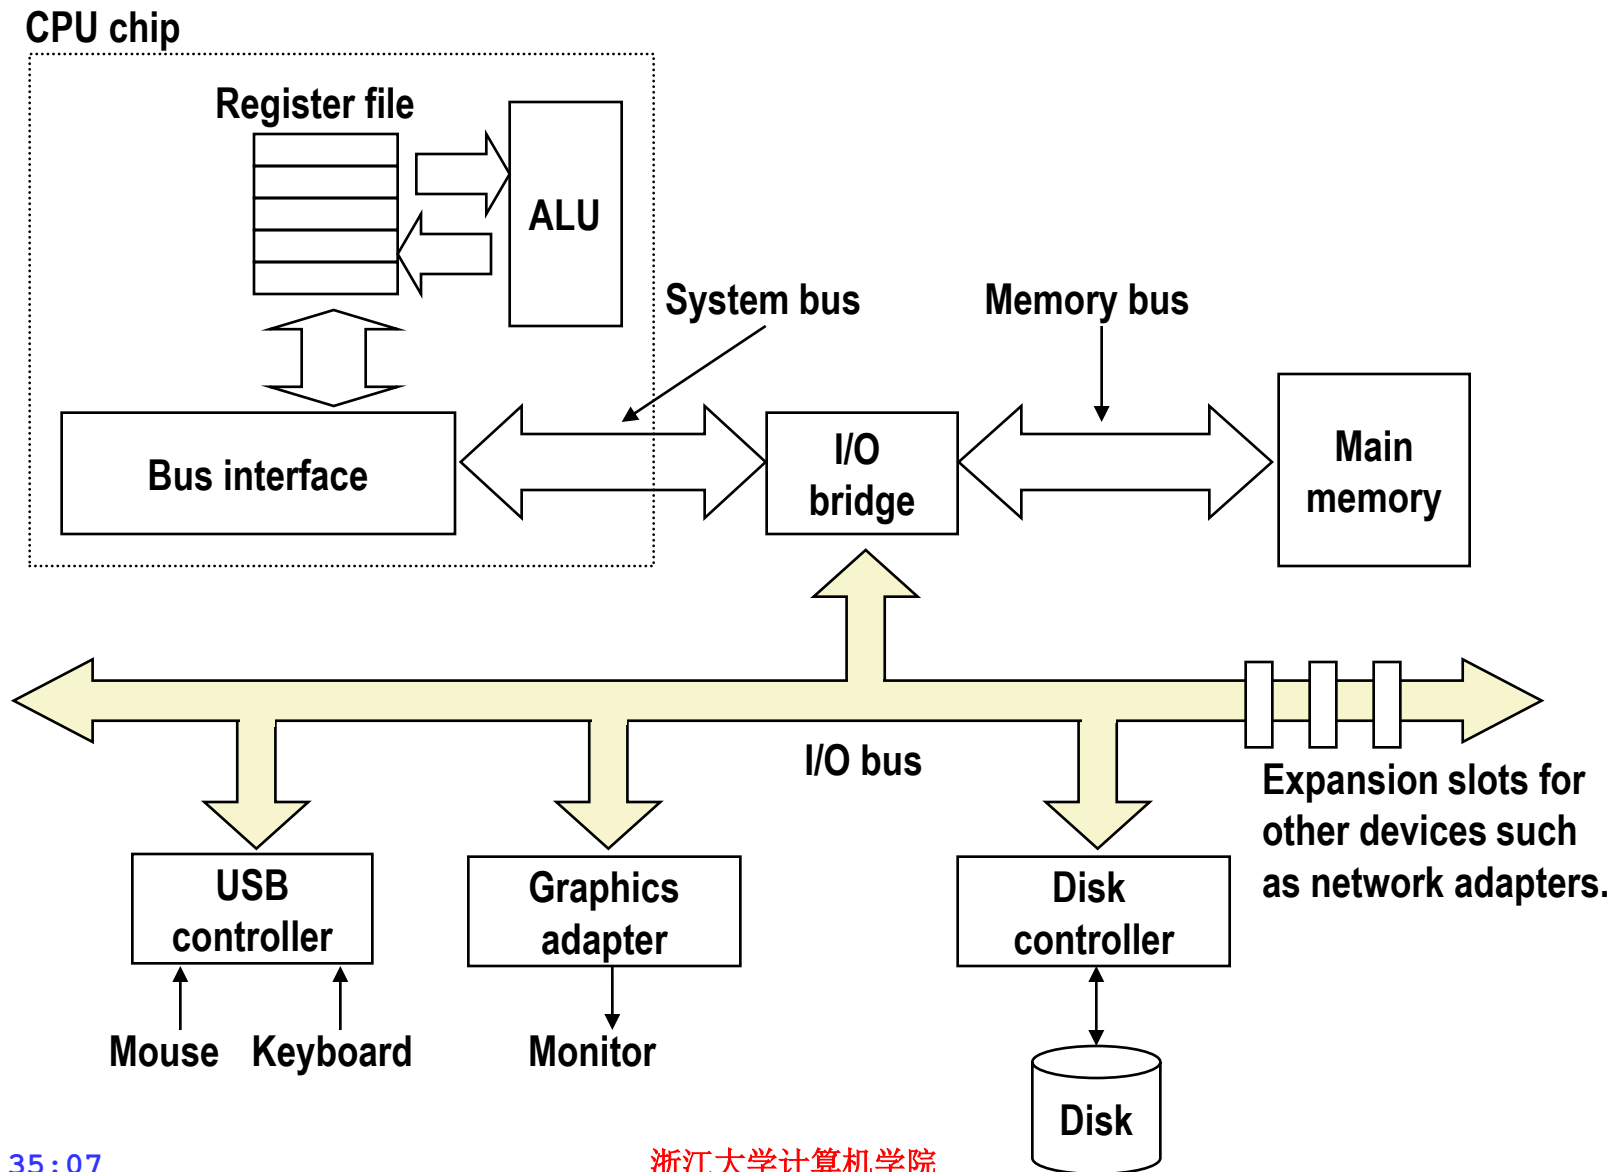 CPU chip
Register file
ALU
System bus
Memory bus
Bus interface
I/O
bridge
Main
memory
I/O bus
Expansion slots for
other devices such
as network adapters.
USB
controller
Graphics
adapter
Disk
controller
Mouse
Keyboard
Monitor
Disk
35:07
浙江大学计算机学院